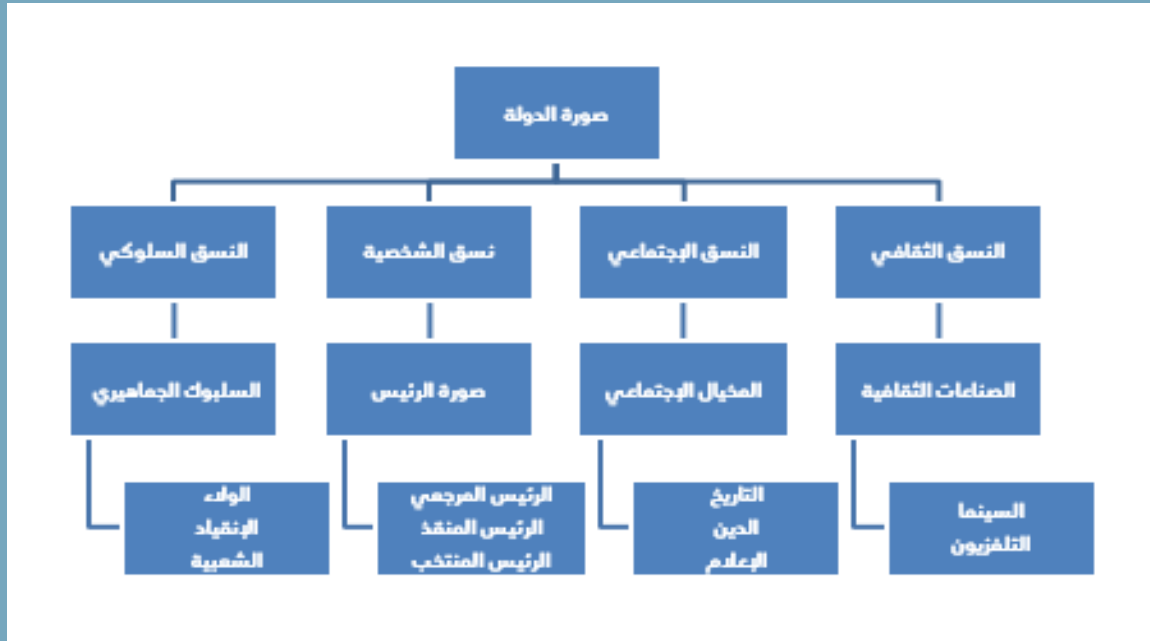 صورة الدولة
النسق الثقافي
النسق الإجتماعي
نسق الشخصية
النسق السلوكي
الصناعات الثقافية
المخيال الإجتماعي
صورة الرئيس
السلبوك الجماهيري
السينما
التلفزيون
التاريخ
الدين
الإعلام
الرئيس المرجعي
الرئيس المنقذ
الرئيس المنتخب
الولاء
الإنقياد
الشعبية